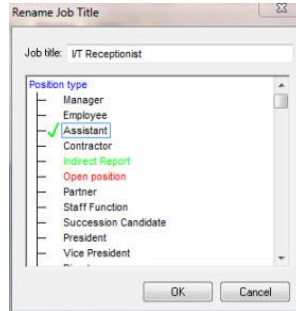 Rename Job Title
Job title: I/T Receptionist
Position type
Manager
Employee
Assistant
Contractor
Indirect Report
Open position
Partner
Staff Function
Succession Candidate
President
Vice President
OK Cancel